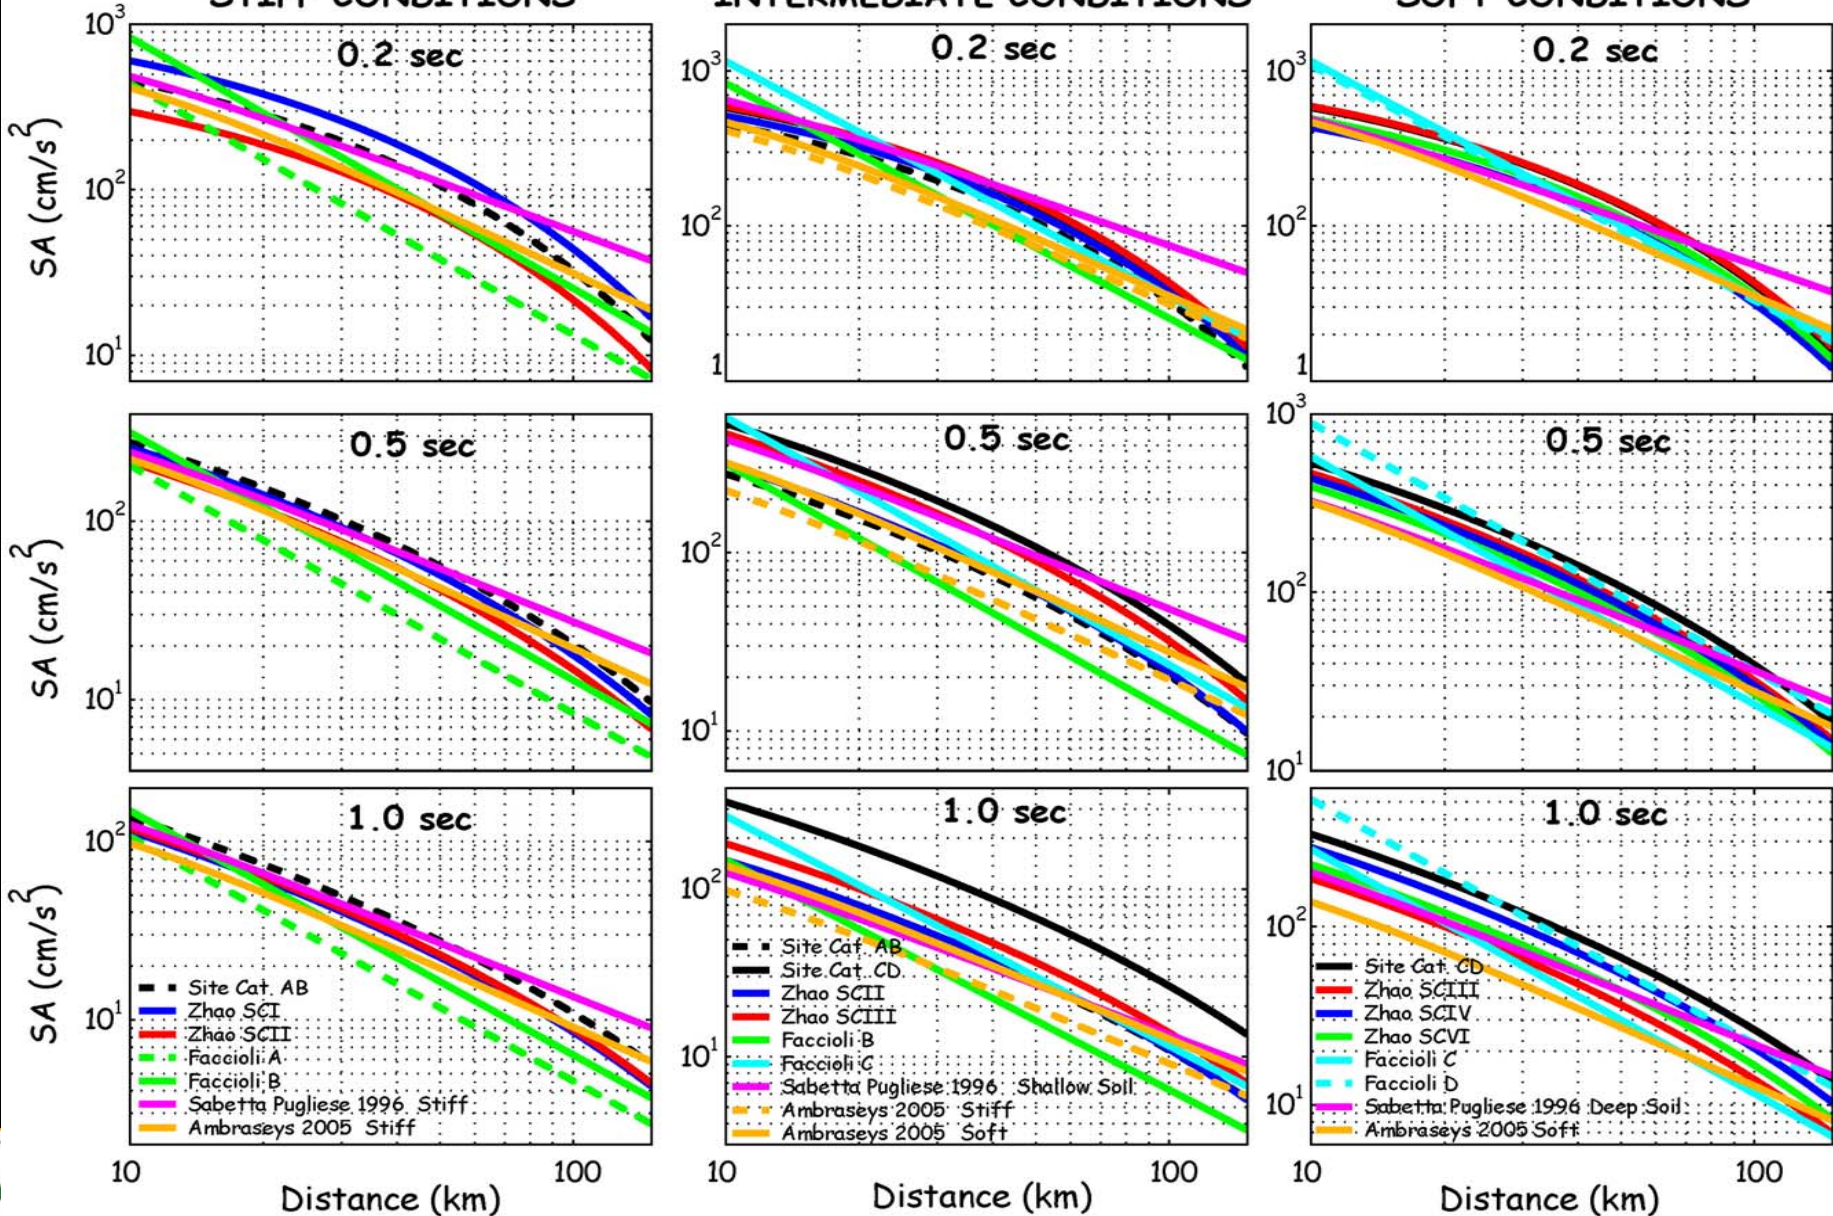 STIFF CONDITIONS
INTERMEDIATE CONDITIONS
SOFT CONDITIONS
0.2 sec
0.2 sec
0.2 sec
10^3
10^2
10^1
SA (cm/s^2)
10^3
10^2
1
10^3
10^2
1
0.5 sec
0.5 sec
0.5 sec
10^2
10^1
SA (cm/s^2)
10^2
10^1
10^3
10^2
10^1
1.0 sec
1.0 sec
1.0 sec
10^2
10^1
SA (cm/s^2)
10^2
10^1
10^2
10^1
Site Cat. AB
Zhao SCI
Zhao SCII
Faccioli A
Faccioli B
Sabetta Pugliese 1996 Stiff
Ambraseys 2005 Stiff
Site Cat. AB
Site Cat. CD
Zhao SCII
Zhao SCIII
Faccioli B
Faccioli C
Sabetta Pugliese 1996 Shallow Soil
Ambraseys 2005 Stiff
Ambraseys 2005 Soft
Site Cat. CD
Zhao SCIII
Zhao SCIV
Zhao SCVI
Faccioli C
Faccioli D
Sabetta Pugliese 1996 Deep Soil
Ambraseys 2005 Soft
10 100
10 100
10 100
Distance (km)
Distance (km)
Distance (km)